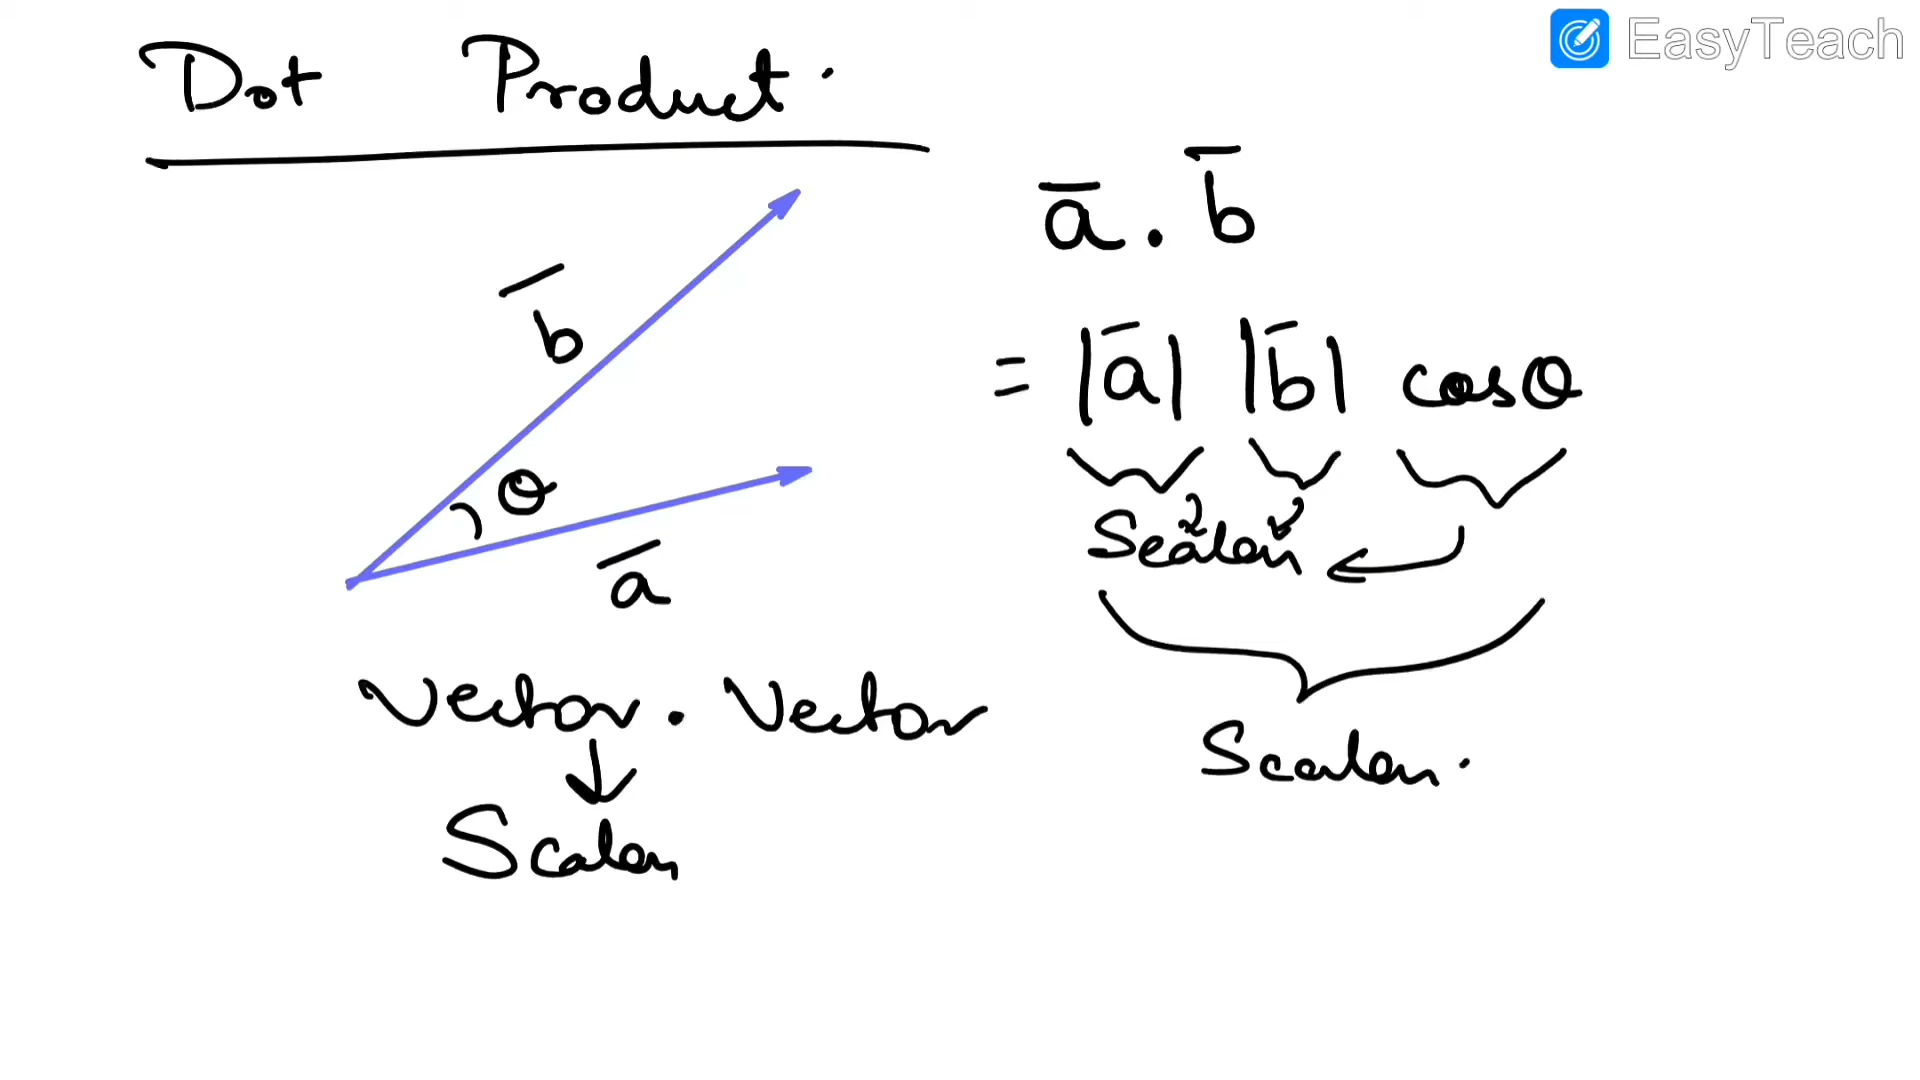 Dot Product.
EasyTeach
a̅ . b̅
b̅
= |a̅| |b̅| cosθ
θ
Scalar
a̅
Vector . Vector
Scalar.
Scalar